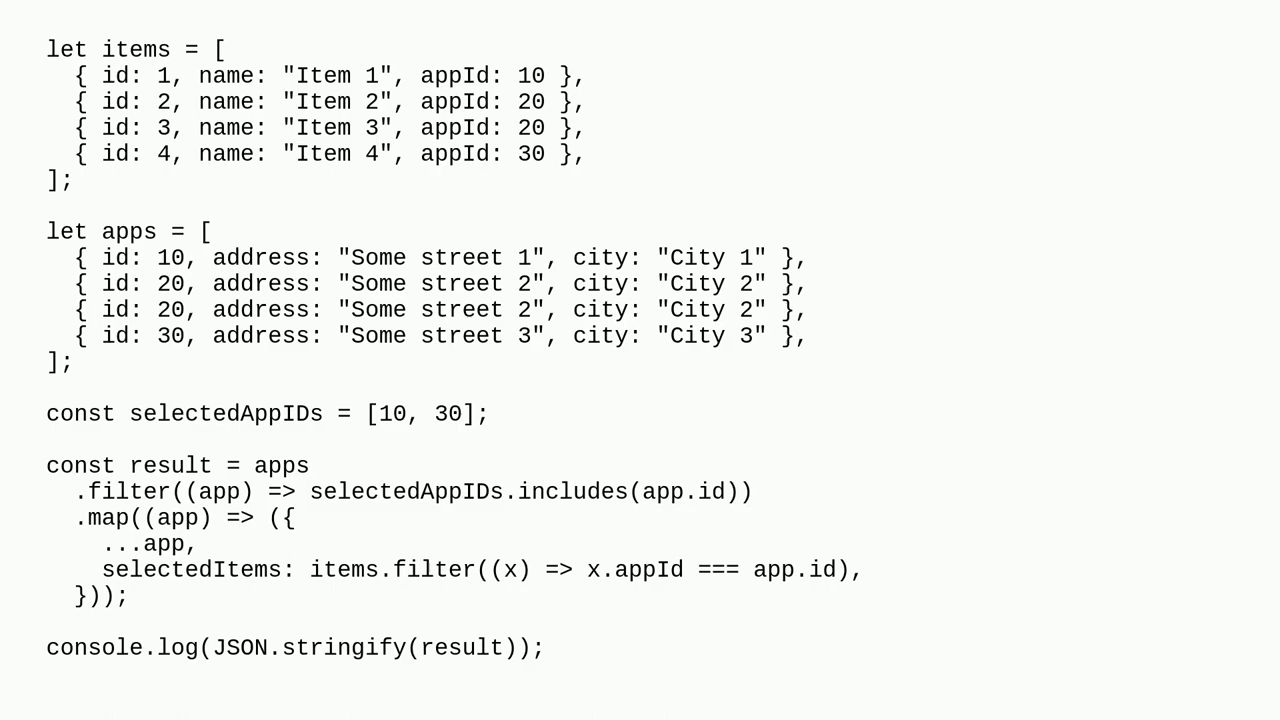 let items = [
  { id: 1, name: "Item 1", appId: 10 },
  { id: 2, name: "Item 2", appId: 20 },
  { id: 3, name: "Item 3", appId: 20 },
  { id: 4, name: "Item 4", appId: 30 },
];

let apps = [
  { id: 10, address: "Some street 1", city: "City 1" },
  { id: 20, address: "Some street 2", city: "City 2" },
  { id: 20, address: "Some street 2", city: "City 2" },
  { id: 30, address: "Some street 3", city: "City 3" },
];

const selectedAppIDs = [10, 30];

const result = apps
  .filter((app) => selectedAppIDs.includes(app.id))
  .map((app) => ({
    ...app,
    selectedItems: items.filter((x) => x.appId === app.id),
  }));

console.log(JSON.stringify(result));